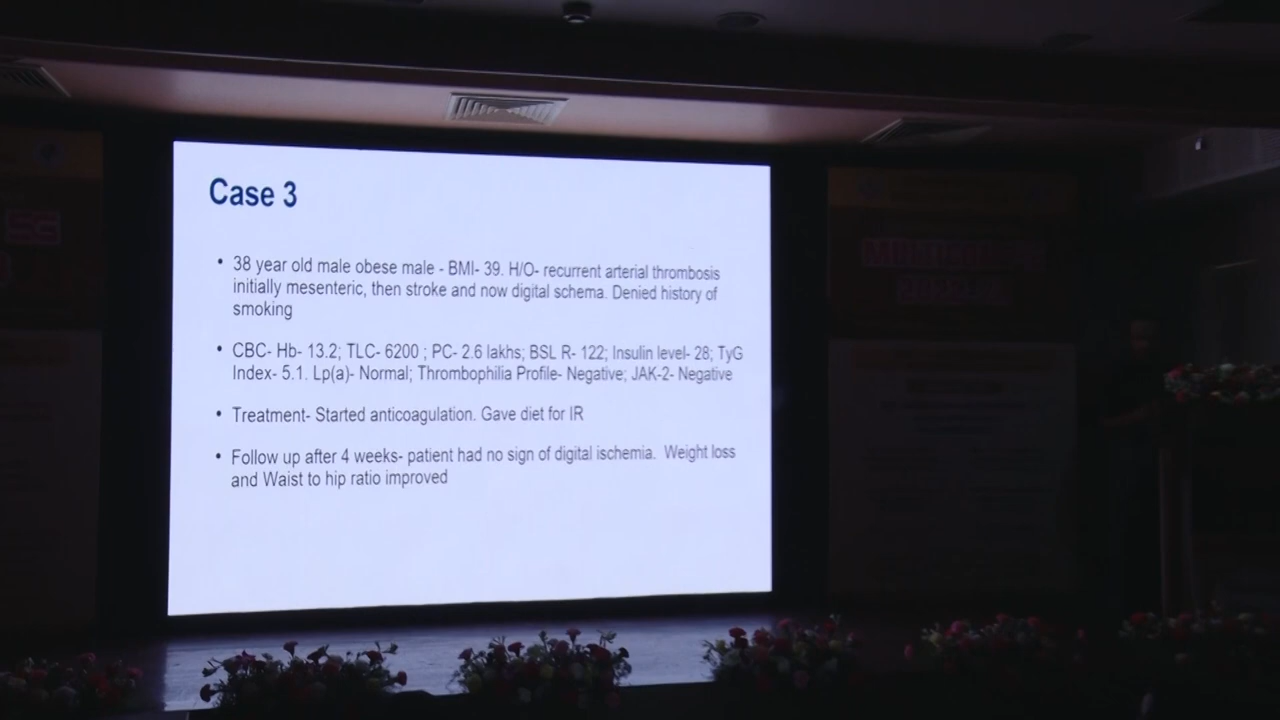 Case 3
• 38 year old male obese male - BMI- 39. H/O- recurrent arterial thrombosis
initially mesenteric, then stroke and now digital schema. Denied history of
smoking
• CBC- Hb- 13.2; TLC- 6200 ; PC- 2.6 lakhs; BSL R- 122; Insulin level- 28; TyG
Index- 5.1. Lp(a)- Normal; Thrombophilia Profile- Negative; JAK-2- Negative
• Treatment- Started anticoagulation. Gave diet for IR
• Follow up after 4 weeks- patient had no sign of digital ischemia. Weight loss
and Waist to hip ratio improved